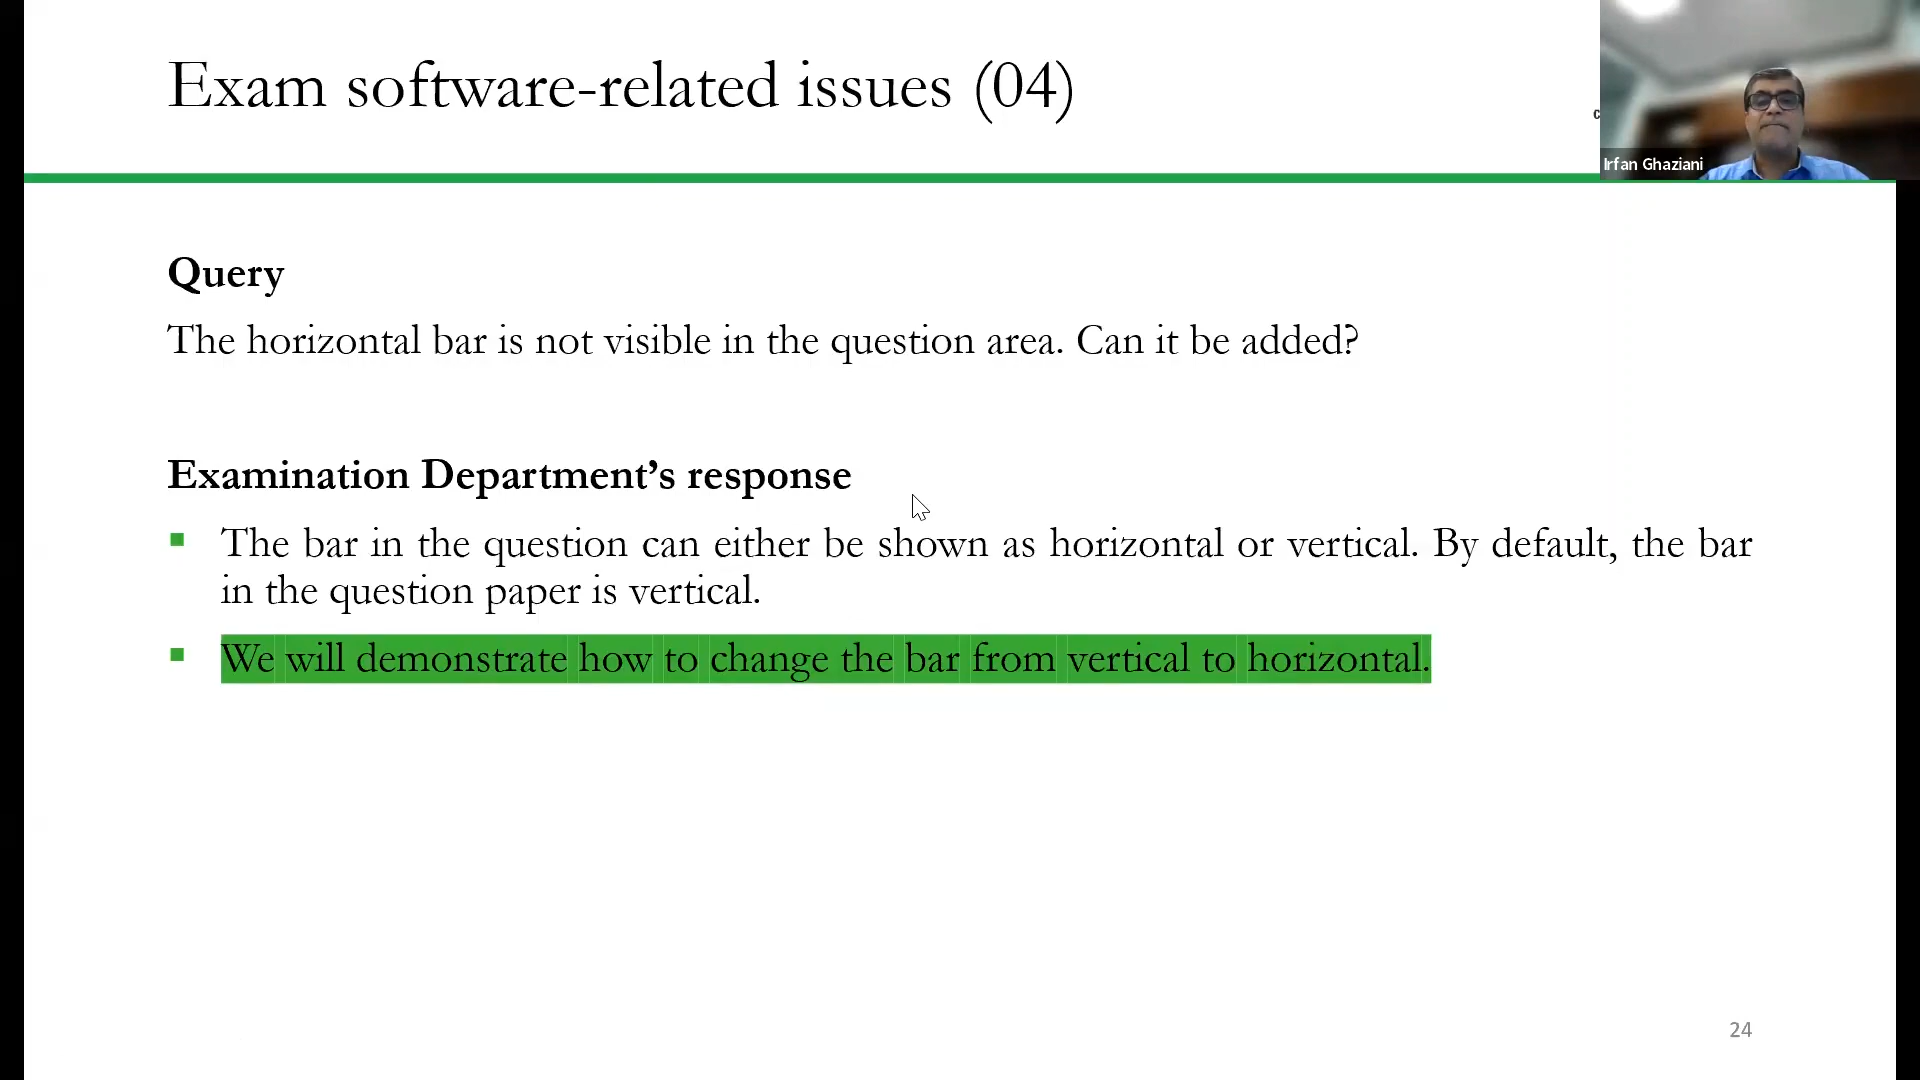 Exam software-related issues (04)
Irfan Ghaziani
Query
The horizontal bar is not visible in the question area. Can it be added?
Examination Department’s response
The bar in the question can either be shown as horizontal or vertical. By default, the bar
in the question paper is vertical.
We will demonstrate how to change the bar from vertical to horizontal.
24